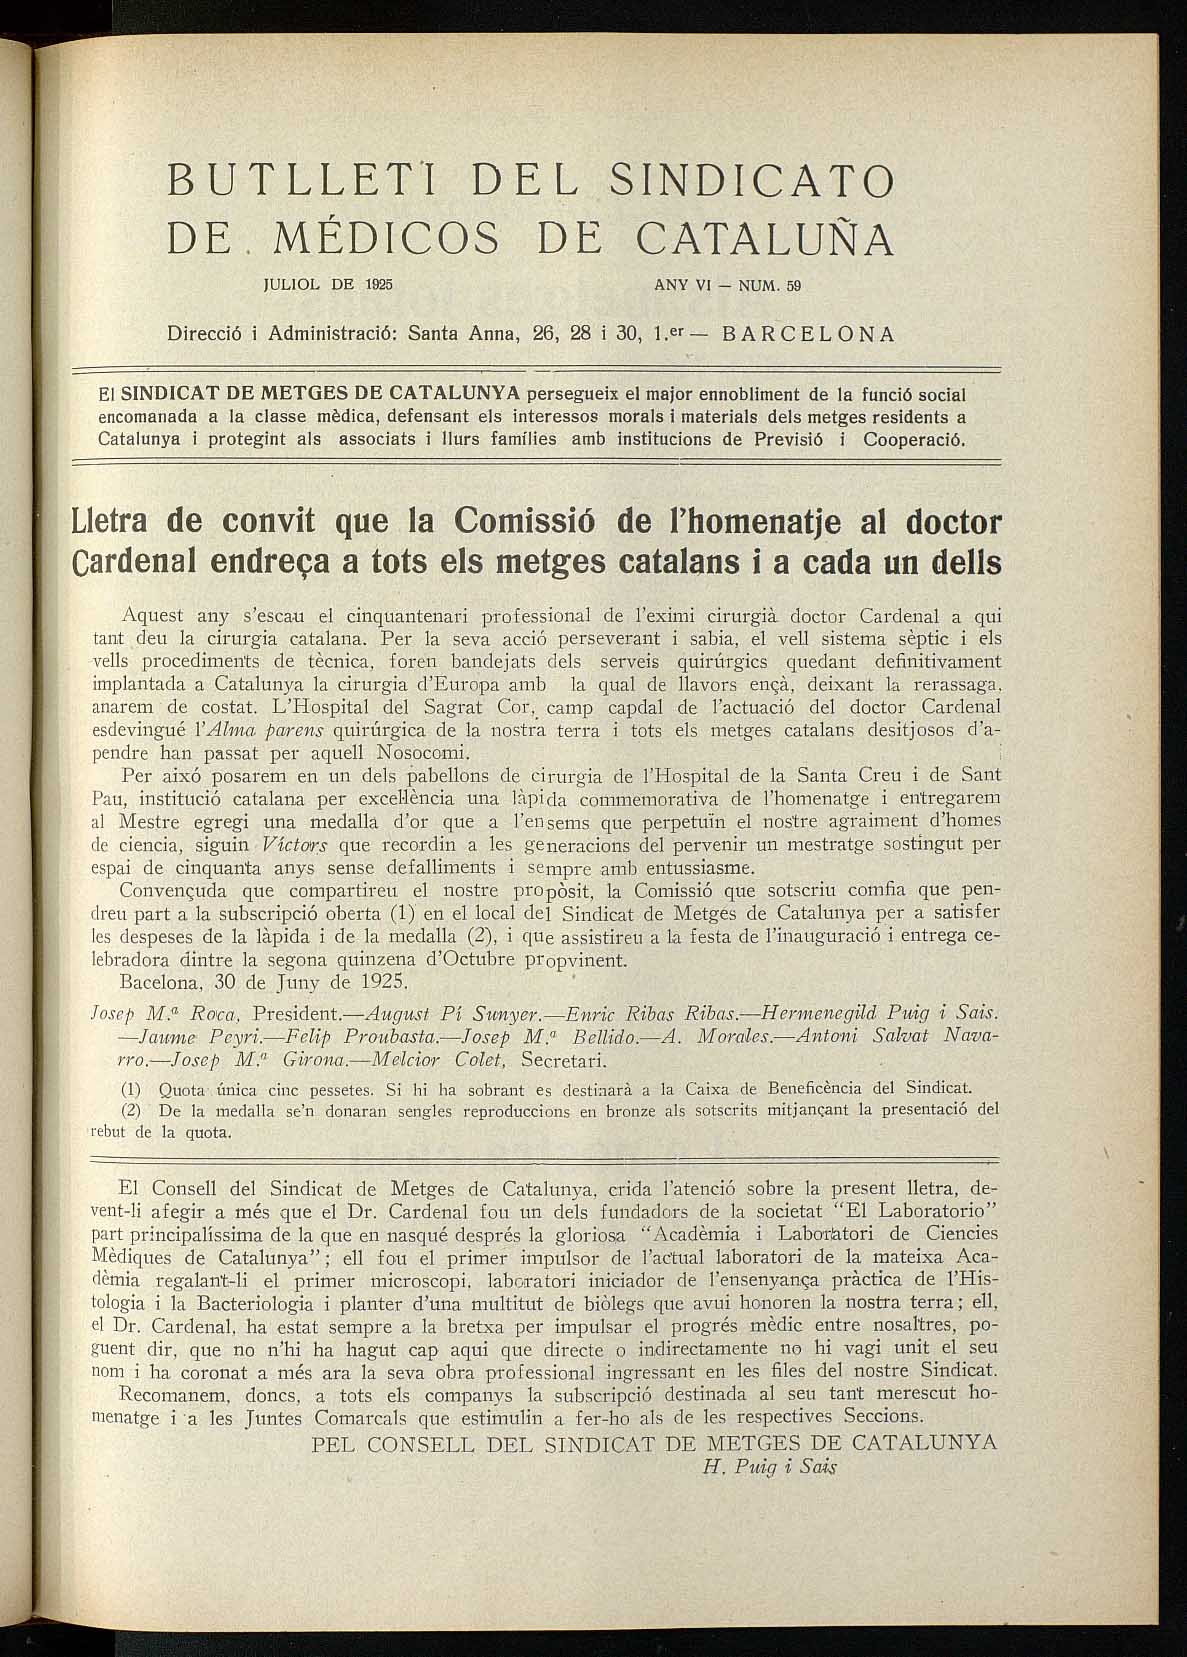 BUTLLETI DEL SINDICATO
DE MÉDICOS DE CATALUÑA
JULIOL DE 1925 ANY VI — NUM. 59
Direcció i Administració: Santa Anna, 26, 28 i 30, 1.er — BARCELONA
El SINDICAT DE METGES DE CATALUNYA persegueix el major ennobliment de la funció social
encomanada a la classe mèdica, defensant els interessos morals i materials dels metges residents a
Catalunya i protegint als associats i llurs famílies amb institucions de Previsió i Cooperació.
Lletra de convit que la Comissió de l'homenatje al doctor
Cardenal endreça a tots els metges catalans i a cada un dells
Aquest any s'escau el cinquantenari professional de l'eximi cirurgià doctor Cardenal a qui
tant deu la cirurgia catalana. Per la seva acció perseverant i sabia, el vell sistema sèptic i els
vells procediments de tècnica, foren bandejats dels serveis quirúrgics quedant definitivament
implantada a Catalunya la cirurgia d'Europa amb la qual de llavors ençà, deixant la rerassaga,
anarem de costat. L'Hospital del Sagrat Cor, camp capdal de l'actuació del doctor Cardenal
esdevingué l'Alma parens quirúrgica de la nostra terra i tots els metges catalans desitjosos d'a-
pendre han passat per aquell Nosocomi.
Per aixó posarem en un dels pabellons de cirurgia de l'Hospital de la Santa Creu i de Sant
Pau, institució catalana per excel·lència una làpida commemorativa de l'homenatge i entregarem
al Mestre egregi una medalla d'or que a l'ensems que perpetuïn el nostre agraiment d'homes
de ciencia, siguin Víctors que recordin a les generacions del pervenir un mestratge sostingut per
espai de cinquanta anys sense defalliments i sempre amb entussiasme.
Convençuda que compartireu el nostre propòsit, la Comissió que sotscriu comfia que pen-
dreu part a la subscripció oberta (1) en el local del Sindicat de Metges de Catalunya per a satisfer
les despeses de la làpida i de la medalla (2), i que assistireu a la festa de l'inauguració i entrega ce-
lebradora dintre la segona quinzena d'Octubre propvinent.
Bacelona, 30 de Juny de 1925.
Josep M.ª Roca, President.—August Pí Sunyer.—Enric Ribas Ribas.—Hermenegild Puig i Sais.
—Jaume Peyri.—Felip Proubasta.—Josep M.ª Bellido.—A. Morales.—Antoni Salvat Nava-
rro.—Josep M.ª Girona.—Melcior Colet, Secretari.
(1) Quota única cinc pessetes. Si hi ha sobrant es destinarà a la Caixa de Beneficència del Sindicat.
(2) De la medalla se'n donaran sengles reproduccions en bronze als sotscrits mitjançant la presentació del
rebut de la quota.
El Consell del Sindicat de Metges de Catalunya, crida l'atenció sobre la present lletra, de-
vent-li afegir a més que el Dr. Cardenal fou un dels fundadors de la societat "El Laboratorio"
part principalíssima de la que en nasqué després la gloriosa "Acadèmia i Laboratori de Ciencies
Mèdiques de Catalunya"; ell fou el primer impulsor de l'actual laboratori de la mateixa Aca-
dèmia regalant-li el primer microscopi, laboratori iniciador de l'ensenyança pràctica de l'His-
tologia i la Bacteriologia i planter d'una multitut de biòlegs que avui honoren la nostra terra; ell,
el Dr. Cardenal, ha estat sempre a la bretxa per impulsar el progrés mèdic entre nosaltres, po-
guent dir, que no n'hi ha hagut cap aqui que directe o indirectamente no hi vagi unit el seu
nom i ha coronat a més ara la seva obra professional ingressant en les files del nostre Sindicat.
Recomanem, doncs, a tots els companys la subscripció destinada al seu tant merescut ho-
menatge i a les Juntes Comarcals que estimulin a fer-ho als de les respectives Seccions.
PEL CONSELL DEL SINDICAT DE METGES DE CATALUNYA
H. Puig i Sais